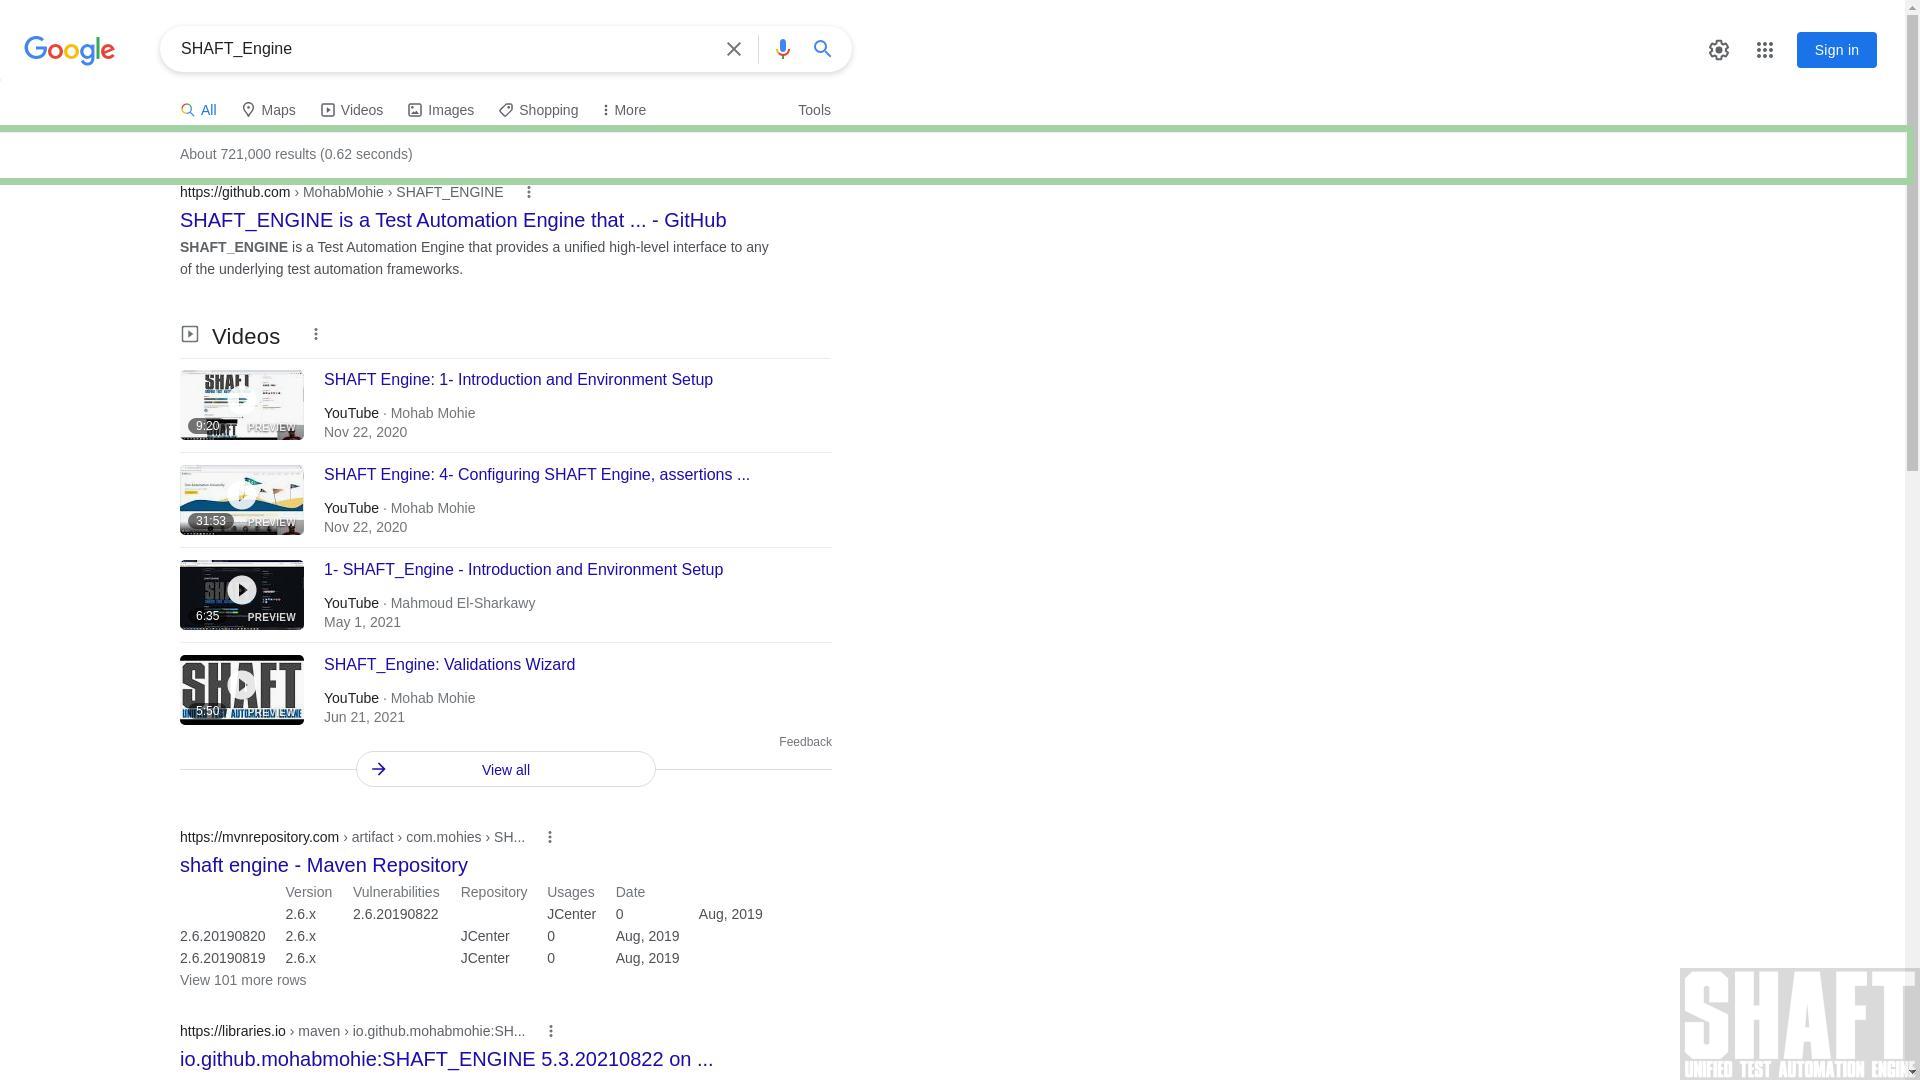 Google
SHAFT_Engine
Sign in
All
Maps
Videos
Images
Shopping
More
Tools
About 721,000 results (0.62 seconds)
https://github.com › MohabMohie › SHAFT_ENGINE
SHAFT_ENGINE is a Test Automation Engine that ... - GitHub
SHAFT_ENGINE is a Test Automation Engine that provides a unified high-level interface to any
of the underlying test automation frameworks.
Videos
SHAFT Engine: 1- Introduction and Environment Setup
YouTube · Mohab Mohie
Nov 22, 2020
9:20
PREVIEW
SHAFT Engine: 4- Configuring SHAFT Engine, assertions ...
YouTube · Mohab Mohie
Nov 22, 2020
31:53
PREVIEW
1- SHAFT_Engine - Introduction and Environment Setup
YouTube · Mahmoud El-Sharkawy
May 1, 2021
6:35
PREVIEW
SHAFT_Engine: Validations Wizard
YouTube · Mohab Mohie
Jun 21, 2021
SHAFT
UNIFIED TEST AUTOMATION ENGINE
5:50
PREVIEW
Feedback
View all
https://mvnrepository.com › artifact › com.mohies › SH...
shaft engine - Maven Repository
Version Vulnerabilities Repository Usages Date
2.6.x 2.6.20190822 JCenter 0 Aug, 2019
2.6.20190820 2.6.x JCenter 0 Aug, 2019
2.6.20190819 2.6.x JCenter 0 Aug, 2019
View 101 more rows
https://libraries.io › maven › io.github.mohabmohie:SH...
io.github.mohabmohie:SHAFT_ENGINE 5.3.20210822 on ...
SHAFT
UNIFIED TEST AUTOMATION ENGINE